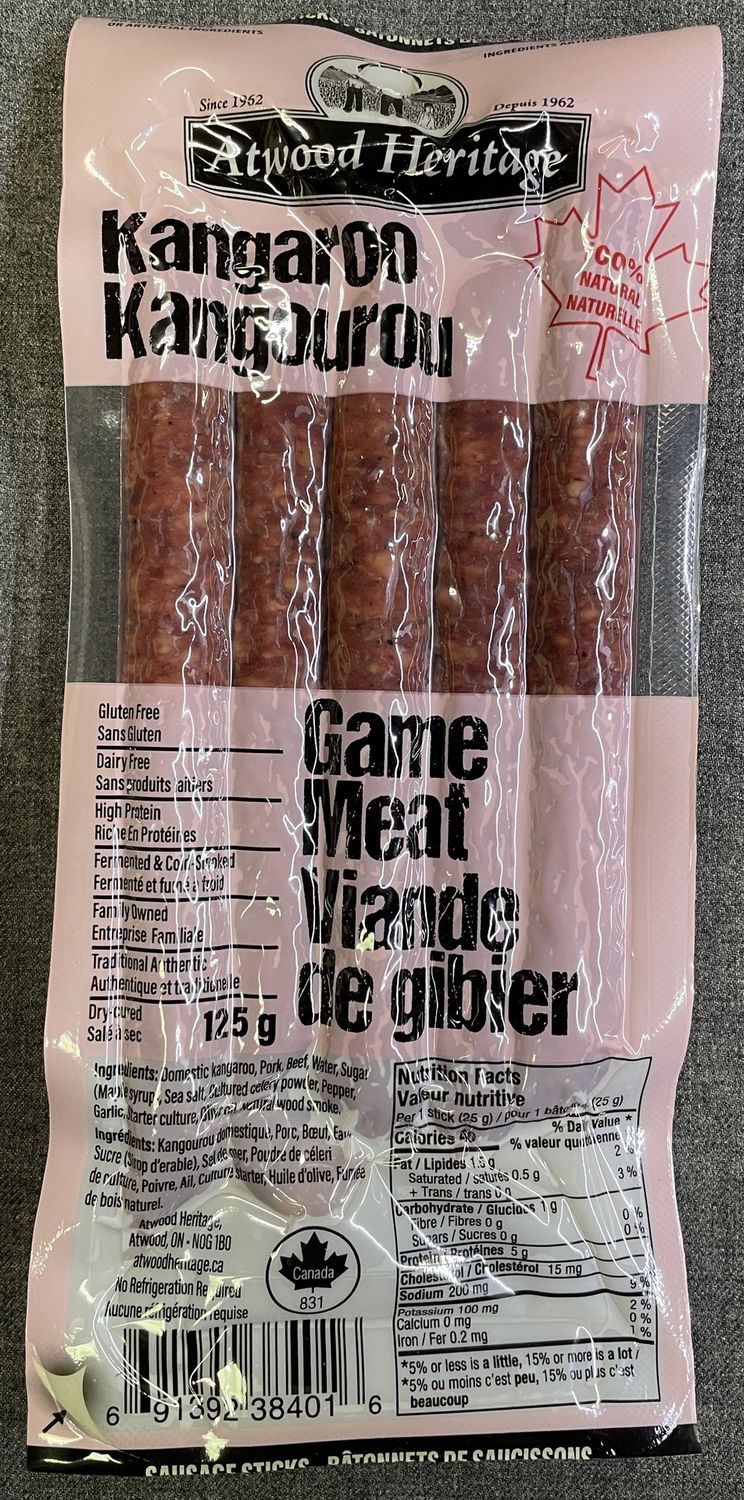 OR ARTIFICIAL INGREDIENTS
Since 1962
Depuis 1962
Atwood Heritage
Kangaroo
Kangourou
100%
NATURAL
NATURELLE
Gluten Free
Sans Gluten
Dairy Free
Sans produits laitiers
High Protein
Riche En Protéines
Fermented & Cold-Smoked
Fermenté et fumé à froid
Family Owned
Entreprise Familiale
Traditional Authentic
Authentique et traditionelle
Dry-cured
Salé à sec
125 g
Game
Meat
Viande
de gibier
Ingredients: Domestic kangaroo, Pork, Beef, Water, Sugar
(Maple syrup), Sea salt, Cultured celery powder, Pepper,
Garlic, Starter culture, Olive oil, Natural wood smoke.
Ingrédients: Kangourou domestique, Porc, Bœuf, Eau
Sucre (Sirop d'erable), Sel de mer, Poudre de céleri
de culture, Poivre, Ail, Culture starter, Huile d'olive, Fumée
de bois naturel.
Atwood Heritage,
Atwood, ON • N0G 1B0
atwoodheritage.ca
No Refrigeration Required
Aucune réfrigération requise
Canada
831
6 91392 38401 6
Nutrition Facts
Valeur nutritive
Per 1 stick (25 g) / pour 1 bâton (25 g)
% Daily Value *
Calories 40
% valeur quotidienne *
Fat / Lipides 1.5 g 2 %
Saturated / saturés 0.5 g
+ Trans / trans 0 g 3 %
Carbohydrate / Glucides 1 g
Fibre / Fibres 0 g 0 %
Sugars / Sucres 0 g 0 %
Protein / Protéines 5 g
Cholesterol / Cholestérol 15 mg
Sodium 200 mg 9 %
Potassium 100 mg 2 %
Calcium 0 mg 0 %
Iron / Fer 0.2 mg 1 %
*5% or less is a little, 15% or more is a lot /
*5% ou moins c'est peu, 15% ou plus c'est
beaucoup
SAUSAGE STICKS BÂTONNETS DE SAUCISSONS